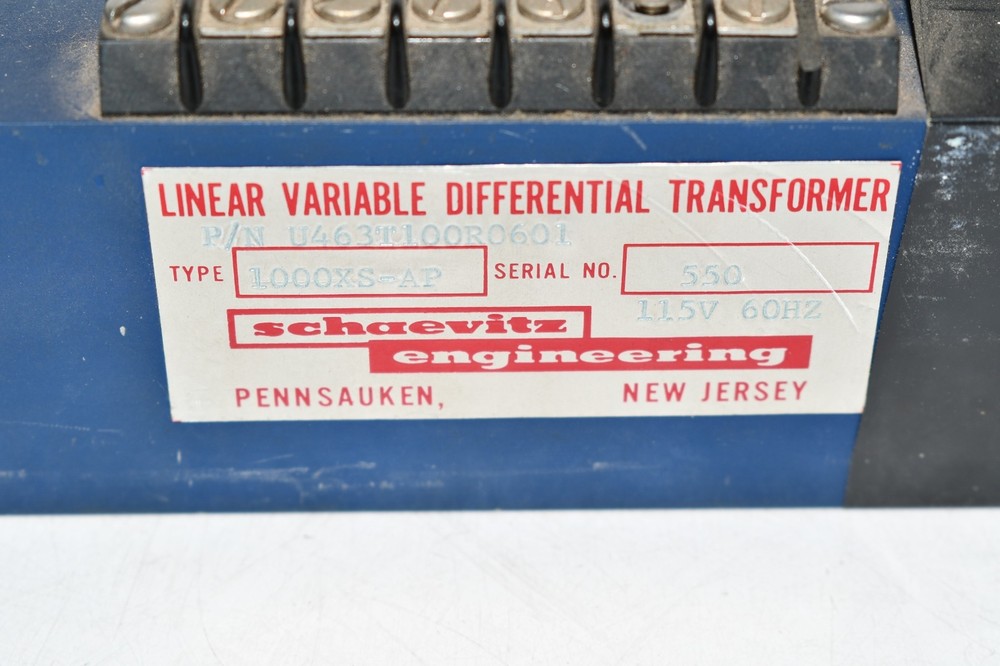 LINEAR VARIABLE DIFFERENTIAL TRANSFORMER
P/N U463T100R0601
TYPE 1000XS-AP SERIAL NO. 550
115V 60HZ
schaevitz
engineering
PENNSAUKEN, NEW JERSEY